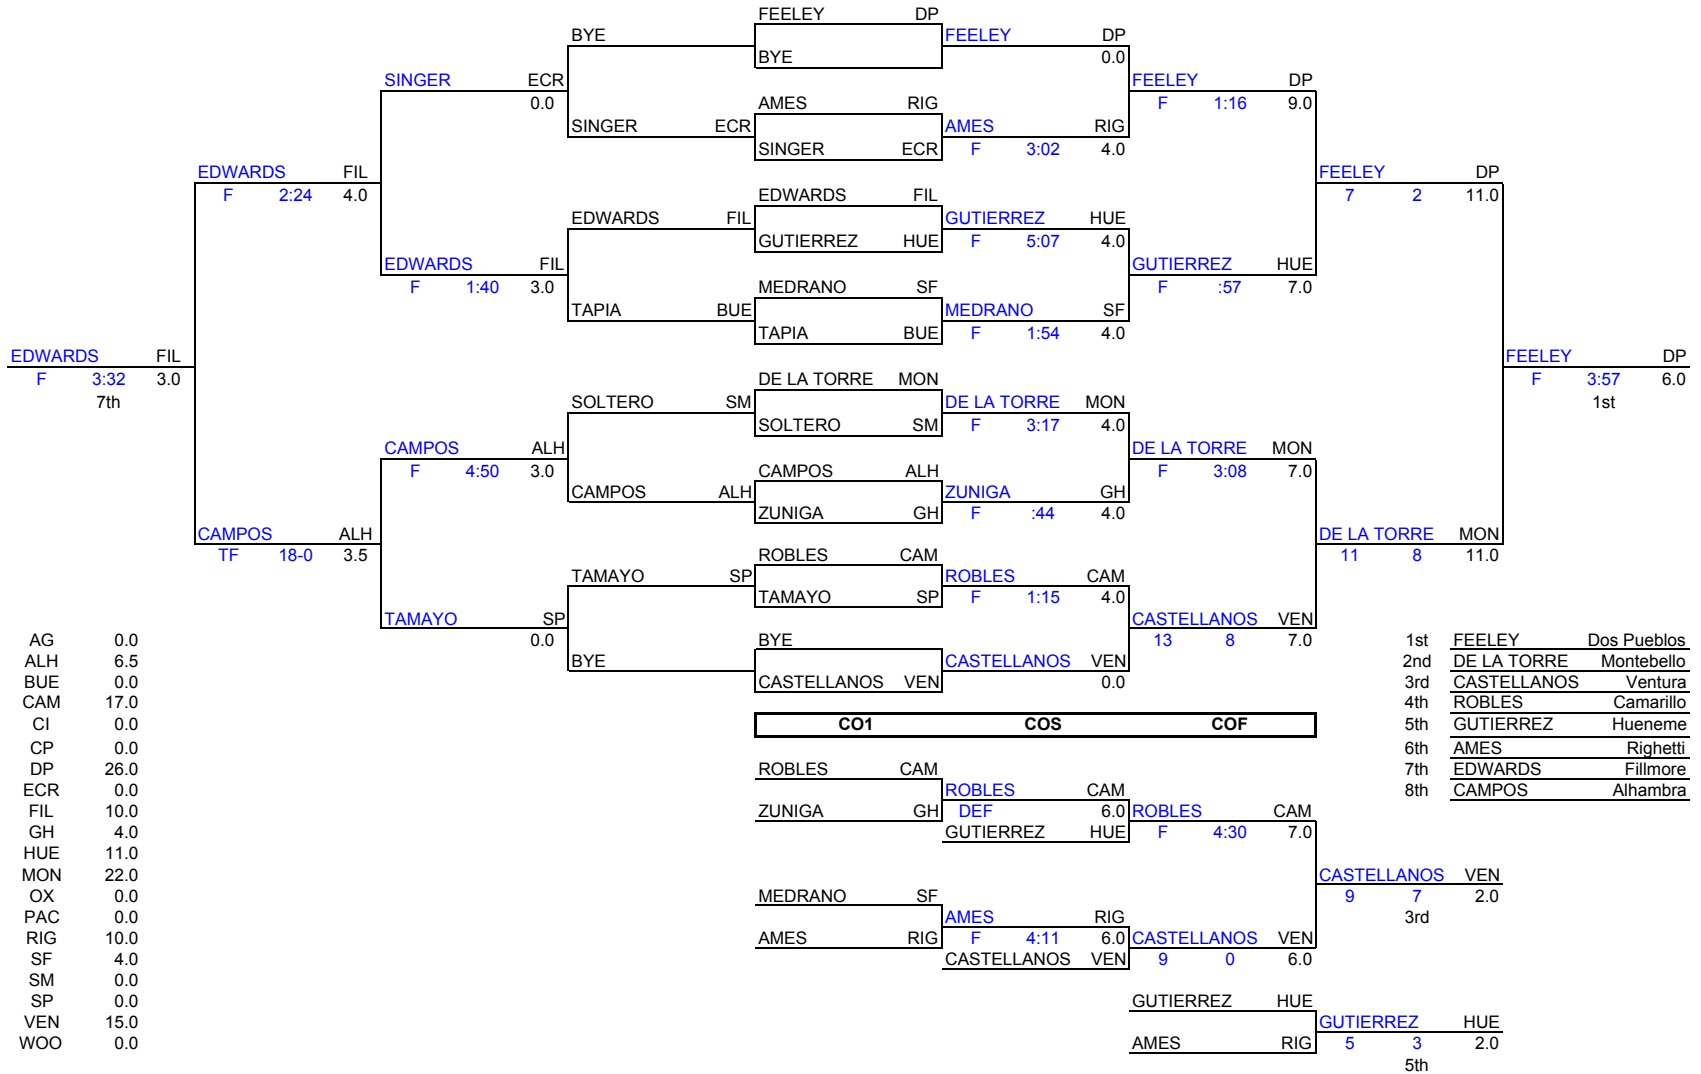 FEELEY DP
BYE FEELEY DP
BYE 0.0
SINGER ECR FEELEY DP
0.0 AMES RIG F 1:16 9.0
SINGER ECR AMES RIG
SINGER ECR F 3:02 4.0
EDWARDS FIL FEELEY DP
F 2:24 4.0 EDWARDS FIL 7 2 11.0
EDWARDS FIL GUTIERREZ HUE
GUTIERREZ HUE F 5:07 4.0
EDWARDS FIL GUTIERREZ HUE
F 1:40 3.0 MEDRANO SF F :57 7.0
TAPIA BUE MEDRANO SF
TAPIA BUE F 1:54 4.0
EDWARDS FIL FEELEY DP
F 3:32 3.0 DE LA TORRE MON F 3:57 6.0
7th SOLTERO SM DE LA TORRE MON 1st
SOLTERO SM F 3:17 4.0
CAMPOS ALH DE LA TORRE MON
F 4:50 3.0 CAMPOS ALH F 3:08 7.0
CAMPOS ALH ZUNIGA GH
ZUNIGA GH F :44 4.0
CAMPOS ALH DE LA TORRE MON
TF 18-0 3.5 ROBLES CAM 11 8 11.0
TAMAYO SP ROBLES CAM
TAMAYO SP F 1:15 4.0
TAMAYO SP CASTELLANOS VEN
AG 0.0 0.0 BYE 13 8 7.0 1st FEELEY Dos Pueblos
ALH 6.5 BYE CASTELLANOS VEN 2nd DE LA TORRE Montebello
BUE 0.0 CASTELLANOS VEN 0.0 3rd CASTELLANOS Ventura
CAM 17.0 4th ROBLES Camarillo
CI 0.0 CO1 COS COF 5th GUTIERREZ Hueneme
CP 0.0 6th AMES Righetti
DP 26.0 ROBLES CAM 7th EDWARDS Fillmore
ECR 0.0 ROBLES CAM 8th CAMPOS Alhambra
FIL 10.0 ZUNIGA GH DEF 6.0 ROBLES CAM
GH 4.0 GUTIERREZ HUE F 4:30 7.0
HUE 11.0
MON 22.0 CASTELLANOS VEN
OX 0.0 MEDRANO SF 9 7 2.0
PAC 0.0 AMES RIG 3rd
RIG 10.0 AMES RIG F 4:11 6.0 CASTELLANOS VEN
SF 4.0 CASTELLANOS VEN 9 0 6.0
SM 0.0
SP 0.0 GUTIERREZ HUE
VEN 15.0 GUTIERREZ HUE
WOO 0.0 AMES RIG 5 3 2.0
5th